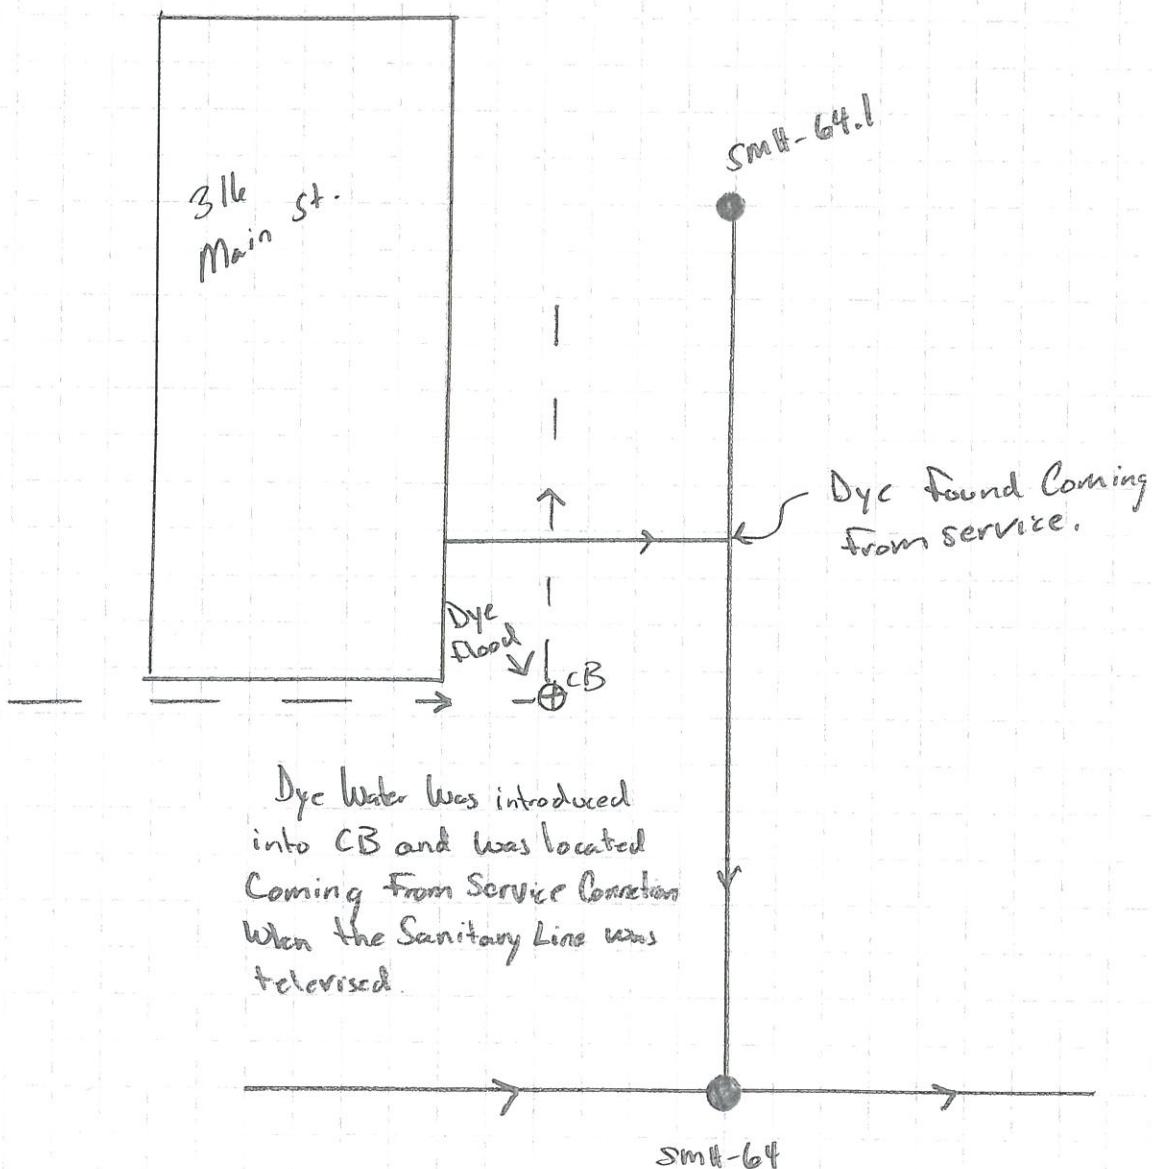 SMH-64.1
316 St.
Main
Dye Found Coming
From service.
Dye
flood
CB
Dye Water Was introduced
into CB and was located
Coming From Service Connection
When the Sanitary Line was
televised.
SMH-64